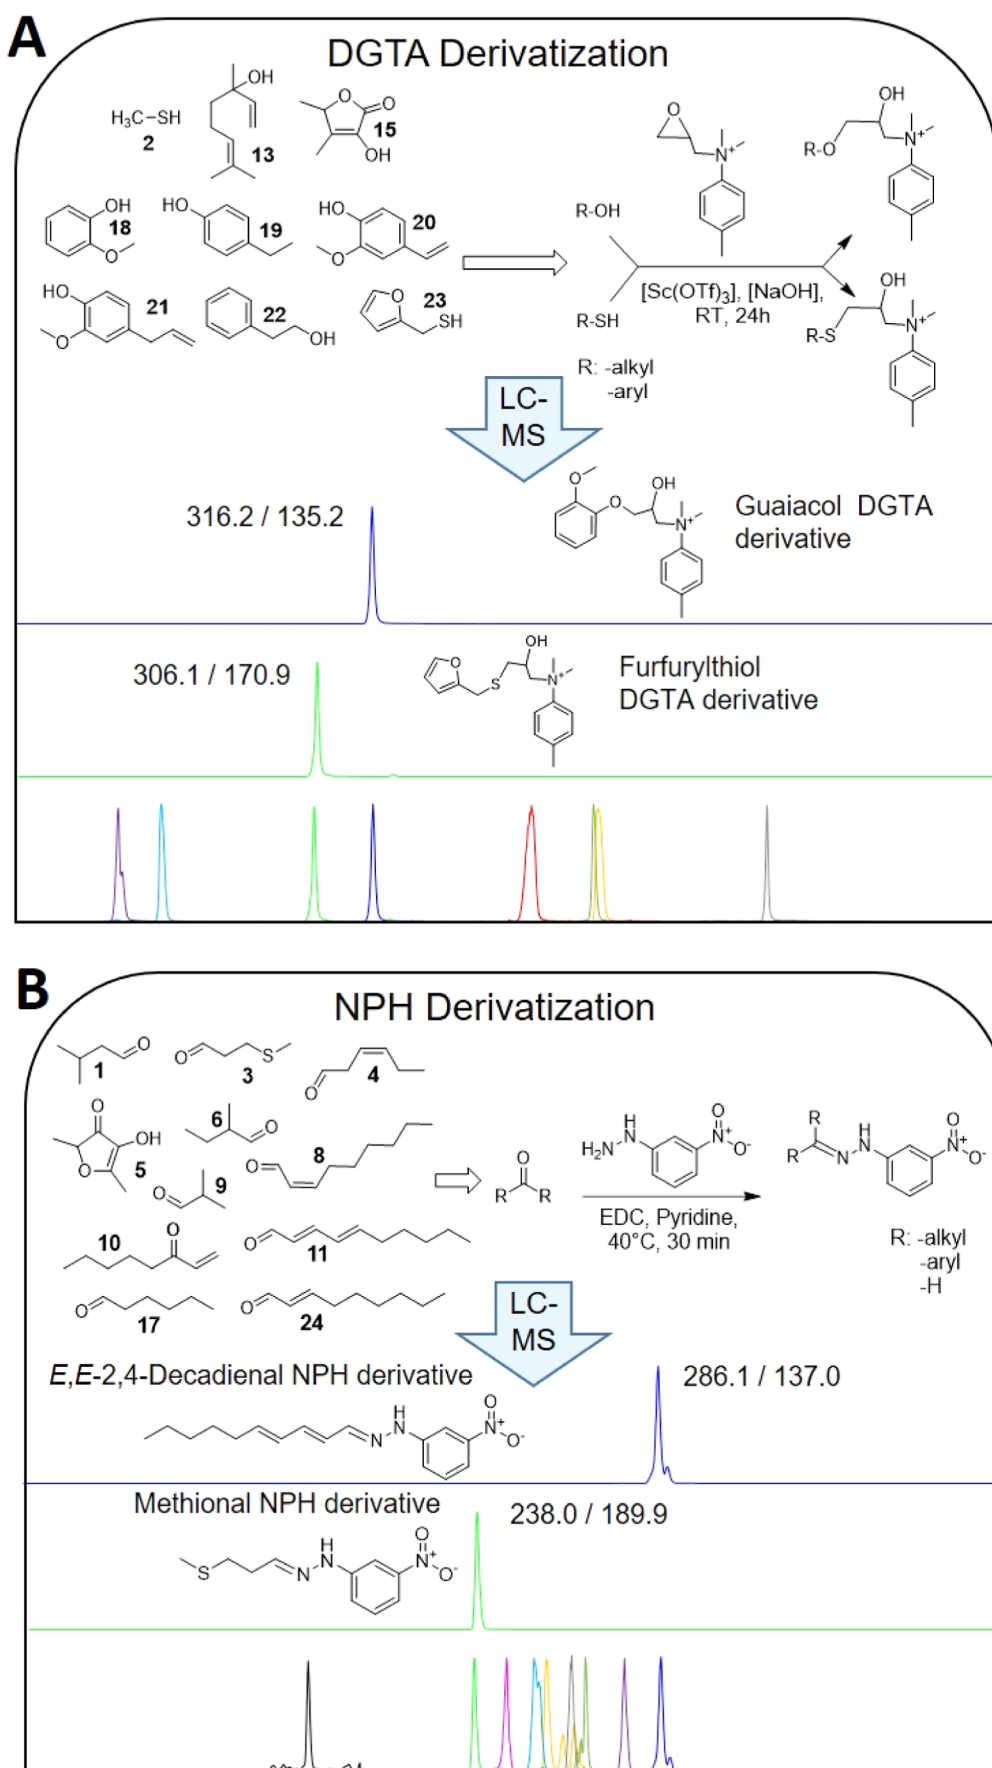 A
DGTA Derivatization
H₃C–SH
2
OH
13
O
O
15
OH
OH
18
O
HO
19
HO
20
O
HO
21
O
22
OH
O
23
SH
R-OH
R-SH
R: -alkyl
-aryl
O
N⁺
[Sc(OTf)₃], [NaOH],
RT, 24h
OH
R-O
N⁺
OH
R-S
N⁺
LC-
MS
316.2 / 135.2
O
O
OH
N⁺
Guaiacol DGTA
derivative
306.1 / 170.9
O
S
OH
N⁺
Furfurylthiol
DGTA derivative
B
NPH Derivatization
O
1
O
S
3
O
4
O
OH
O
5
6
O
O
8
O
9
O
10
O
11
O
17
O
24
O
R
R
H
H₂N
N
O
N⁺
O⁻
EDC, Pyridine,
40°C, 30 min
R
R
N
H
N
O
N⁺
O⁻
R: -alkyl
-aryl
-H
LC-
MS
E,E-2,4-Decadienal NPH derivative
286.1 / 137.0
N
H
N
O
N⁺
O⁻
Methional NPH derivative
238.0 / 189.9
S
N
H
N
O
N⁺
O⁻